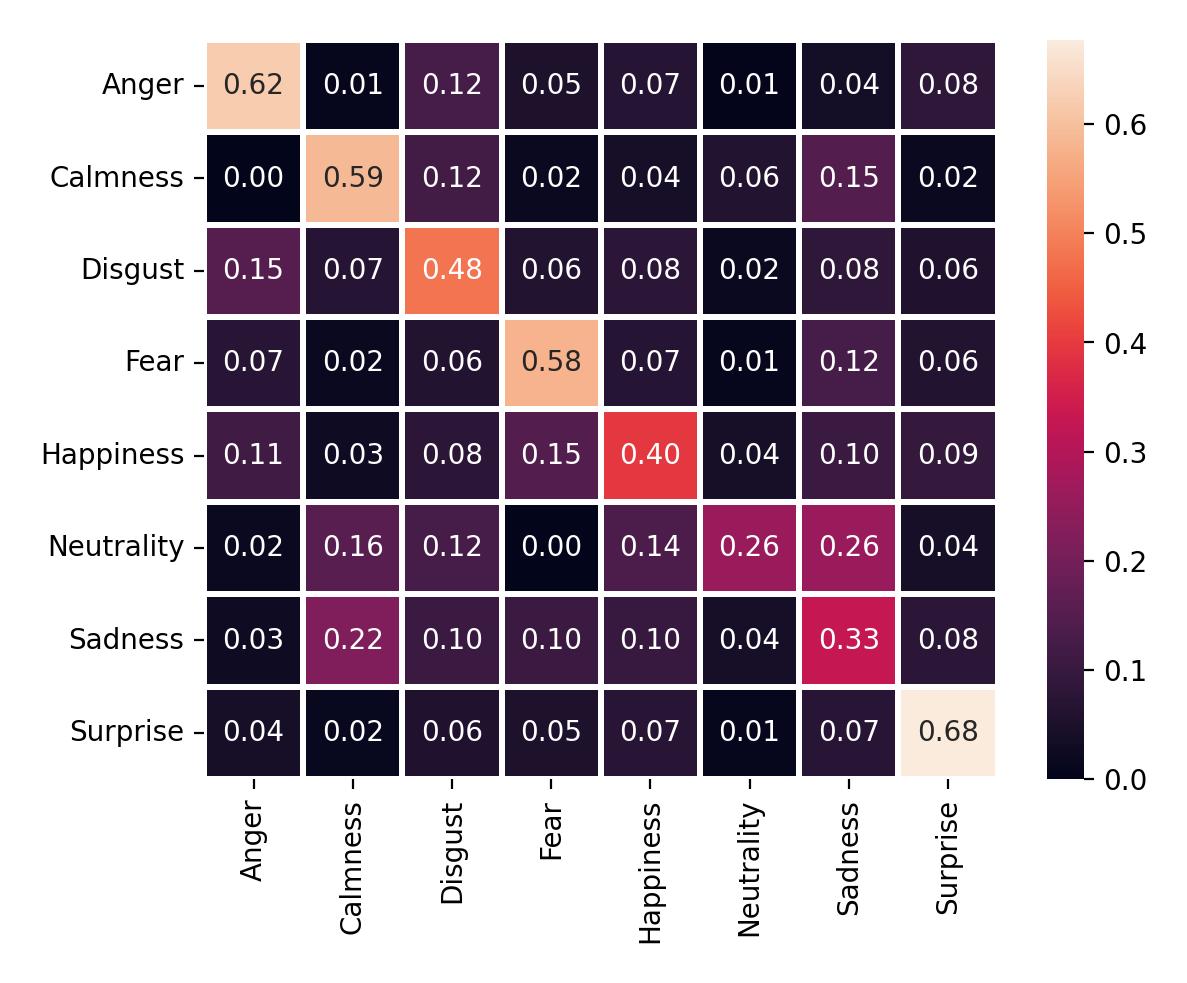 Anger 0.62 0.01 0.12 0.05 0.07 0.01 0.04 0.08
Calmness 0.00 0.59 0.12 0.02 0.04 0.06 0.15 0.02
Disgust 0.15 0.07 0.48 0.06 0.08 0.02 0.08 0.06
Fear 0.07 0.02 0.06 0.58 0.07 0.01 0.12 0.06
Happiness 0.11 0.03 0.08 0.15 0.40 0.04 0.10 0.09
Neutrality 0.02 0.16 0.12 0.00 0.14 0.26 0.26 0.04
Sadness 0.03 0.22 0.10 0.10 0.10 0.04 0.33 0.08
Surprise 0.04 0.02 0.06 0.05 0.07 0.01 0.07 0.68
Anger Calmness Disgust Fear Happiness Neutrality Sadness Surprise
0.6
0.5
0.4
0.3
0.2
0.1
0.0